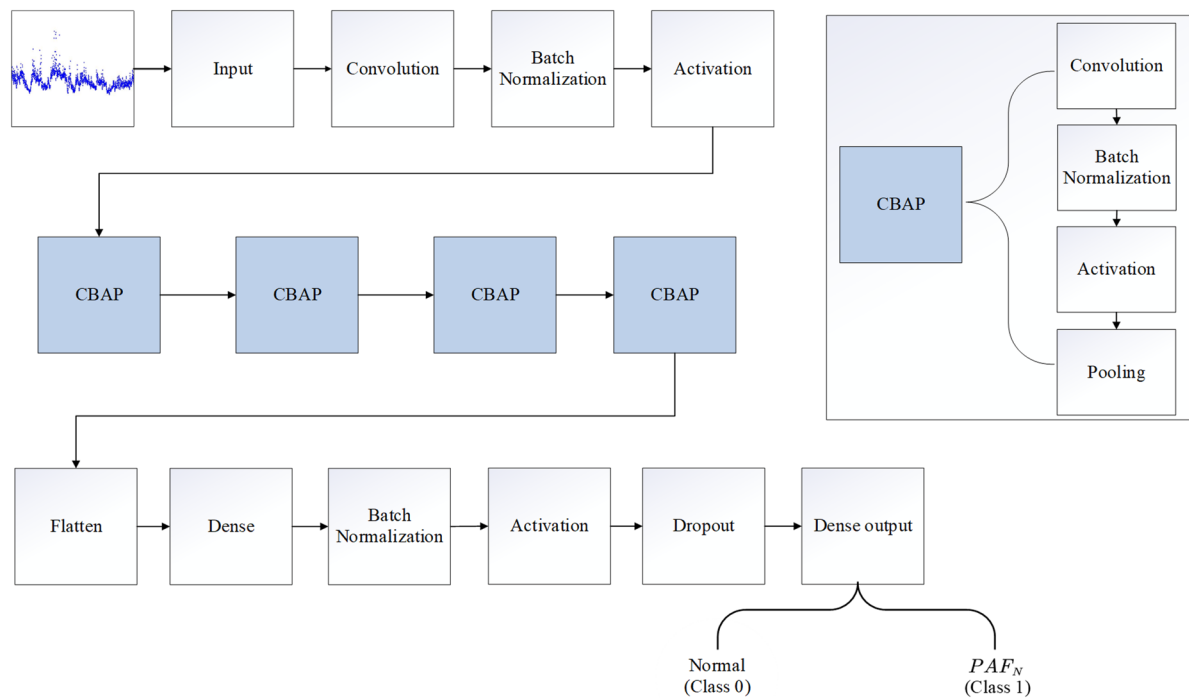 Input
Convolution
Batch
Normalization
Activation
CBAP
CBAP
CBAP
CBAP
Flatten
Dense
Batch
Normalization
Activation
Dropout
Dense output
Normal
(Class 0)
PAF_N
(Class 1)
CBAP
Convolution
Batch
Normalization
Activation
Pooling